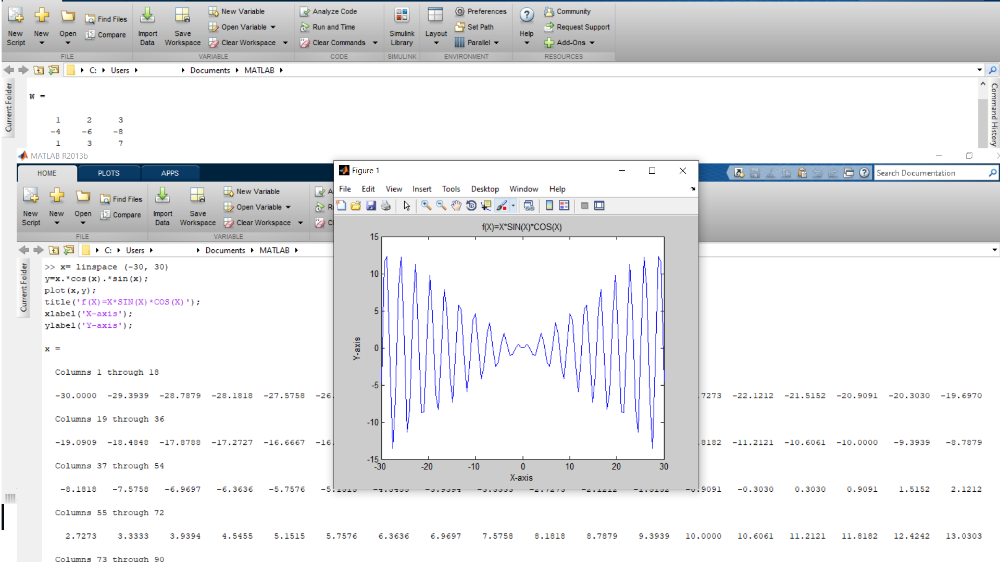 New Script
New
Open
Find Files
Compare
FILE
Import Data
Save Workspace
New Variable
Open Variable
Clear Workspace
VARIABLE
Analyze Code
Run and Time
Clear Commands
CODE
Simulink Library
SIMULINK
Layout
Preferences
Set Path
Parallel
ENVIRONMENT
Help
Community
Request Support
Add-Ons
RESOURCES
C: Users Documents MATLAB
Current Folder
Command History
W =
1 2 3
-4 -6 -8
1 3 7
MATLAB R2013b
HOME PLOTS APPS
Search Documentation
New Script
New
Open
Find Files
Compare
FILE
Import Data
Save Workspace
New Variable
Open Variable
Clear Workspace
VARIABLE
C: Users Documents MATLAB
Current Folder
>> x= linspace (-30, 30)
y=x.*cos(x).*sin(x);
plot(x,y);
title('f(X)=X*SIN(X)*COS(X)');
xlabel('X-axis');
ylabel('Y-axis');
x =
Columns 1 through 18
-30.0000 -29.3939 -28.7879 -28.1818 -27.5758 -26. .7273 -22.1212 -21.5152 -20.9091 -20.3030 -19.6970
Columns 19 through 36
-19.0909 -18.4848 -17.8788 -17.2727 -16.6667 -16. .8182 -11.2121 -10.6061 -10.0000 -9.3939 -8.7879
Columns 37 through 54
-8.1818 -7.5758 -6.9697 -6.3636 -5.7576 -0.9091 -0.3030 0.3030 0.9091 1.5152 2.1212
Columns 55 through 72
2.7273 3.3333 3.9394 4.5455 5.1515 5.7576 6.3636 6.9697 7.5758 8.1818 8.7879 9.3939 10.0000 10.6061 11.2121 11.8182 12.4242 13.0303
Columns 73 through 90
Figure 1
File Edit View Insert Tools Desktop Window Help
f(X)=X*SIN(X)*COS(X)
15
10
5
0
-5
-10
-15
Y-axis
-30 -20 -10 0 10 20 30
X-axis